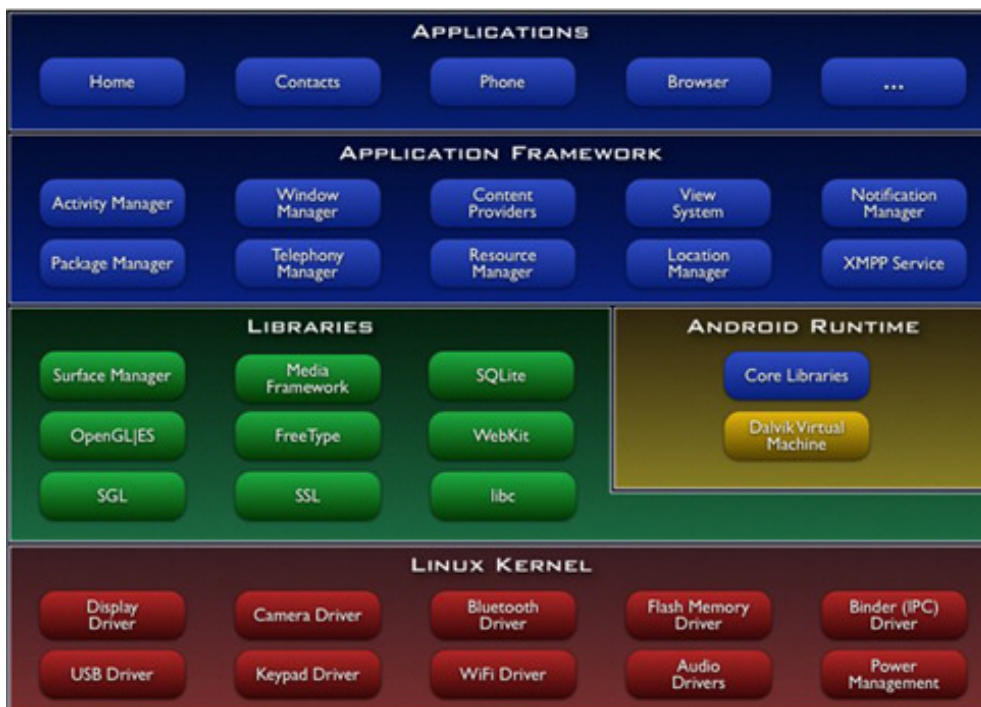 APPLICATIONS
Home
Contacts
Phone
Browser
...
APPLICATION FRAMEWORK
Activity Manager
Window
Manager
Content
Providers
View
System
Notification
Manager
Package Manager
Telephony
Manager
Resource
Manager
Location
Manager
XMPP Service
LIBRARIES
Surface Manager
Media
Framework
SQLite
OpenGL|ES
FreeType
WebKit
SGL
SSL
libc
ANDROID RUNTIME
Core Libraries
Dalvik Virtual
Machine
LINUX KERNEL
Display
Driver
Camera Driver
Bluetooth
Driver
Flash Memory
Driver
Binder (IPC)
Driver
USB Driver
Keypad Driver
WiFi Driver
Audio
Drivers
Power
Management